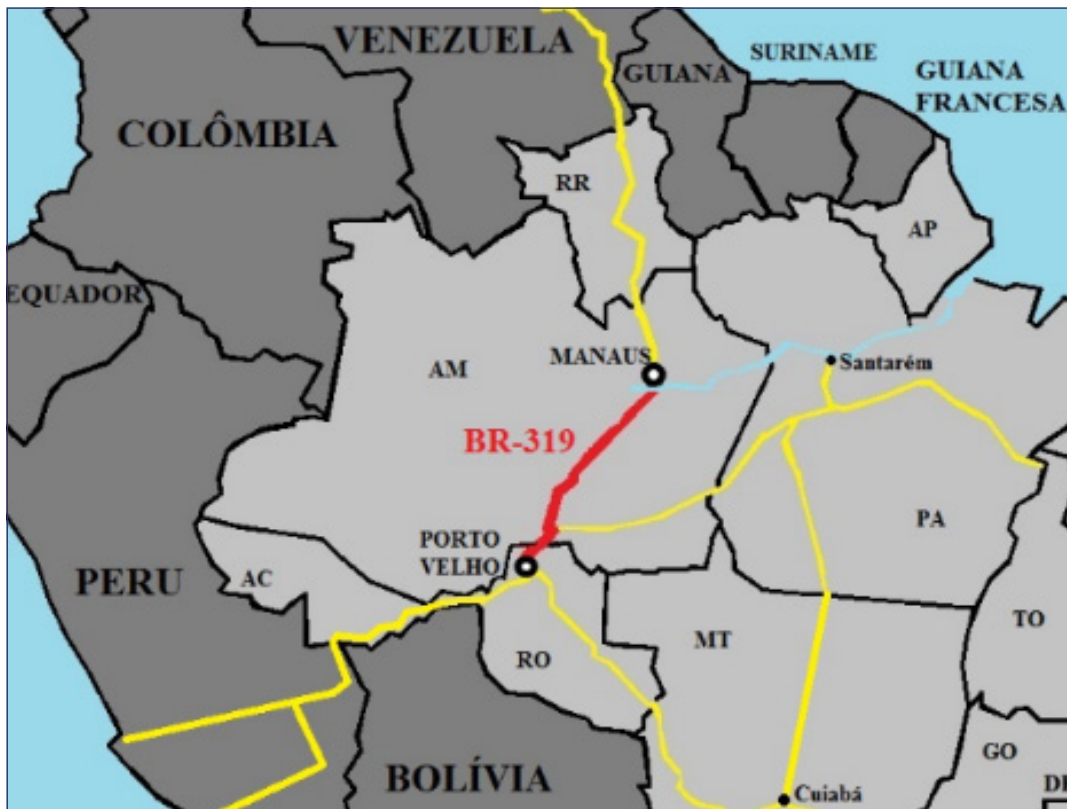 VENEZUELA
SURINAME
GUIANA
GUIANA
FRANCESA
COLÔMBIA
RR
AP
EQUADOR
MANAUS
Santarém
AM
BR-319
PA
PORTO
VELHO
AC
PERU
TO
MT
RO
GO
BOLÍVIA
Cuiabá